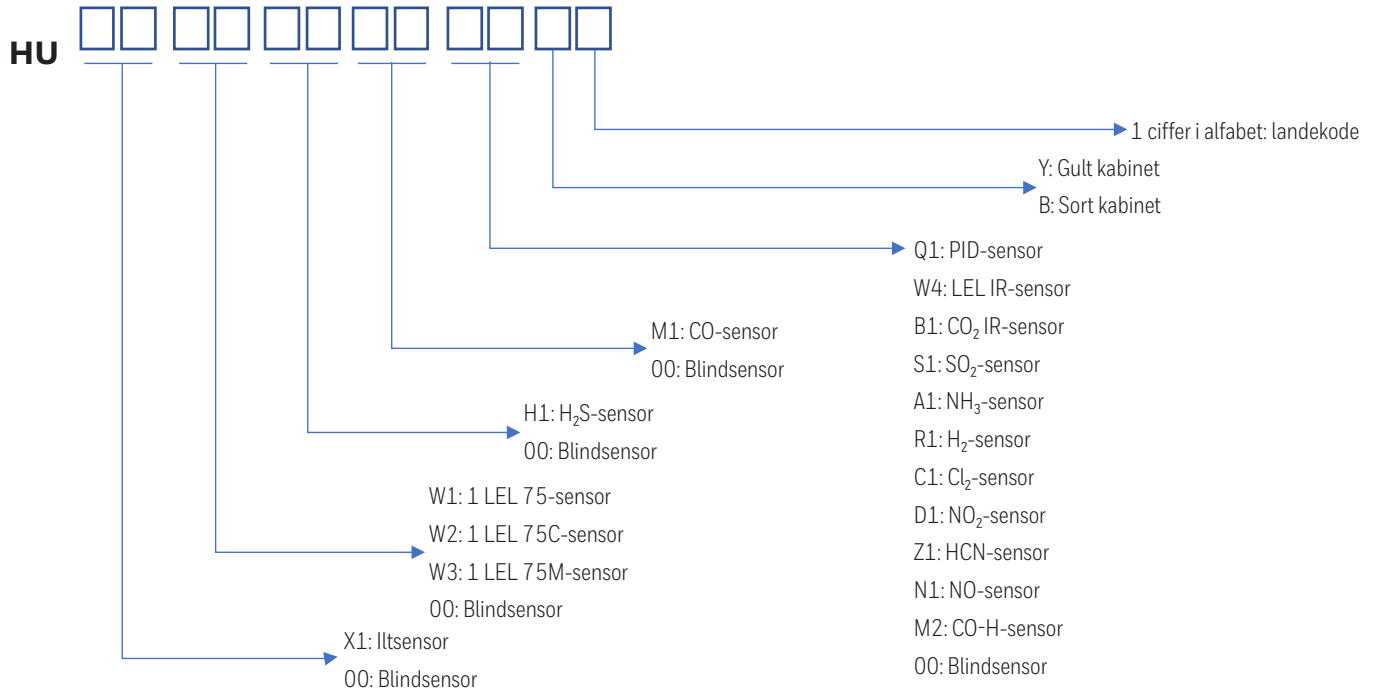 HU
1 ciffer i alfabet: landekode
Y: Gult kabinet
B: Sort kabinet
Q1: PID-sensor
W4: LEL IR-sensor
B1: CO₂ IR-sensor
S1: SO₂-sensor
A1: NH₃-sensor
R1: H₂-sensor
C1: Cl₂-sensor
D1: NO₂-sensor
Z1: HCN-sensor
N1: NO-sensor
M2: CO-H-sensor
00: Blindsensor
M1: CO-sensor
00: Blindsensor
H1: H₂S-sensor
00: Blindsensor
W1: 1 LEL 75-sensor
W2: 1 LEL 75C-sensor
W3: 1 LEL 75M-sensor
00: Blindsensor
X1: Iltsensor
00: Blindsensor